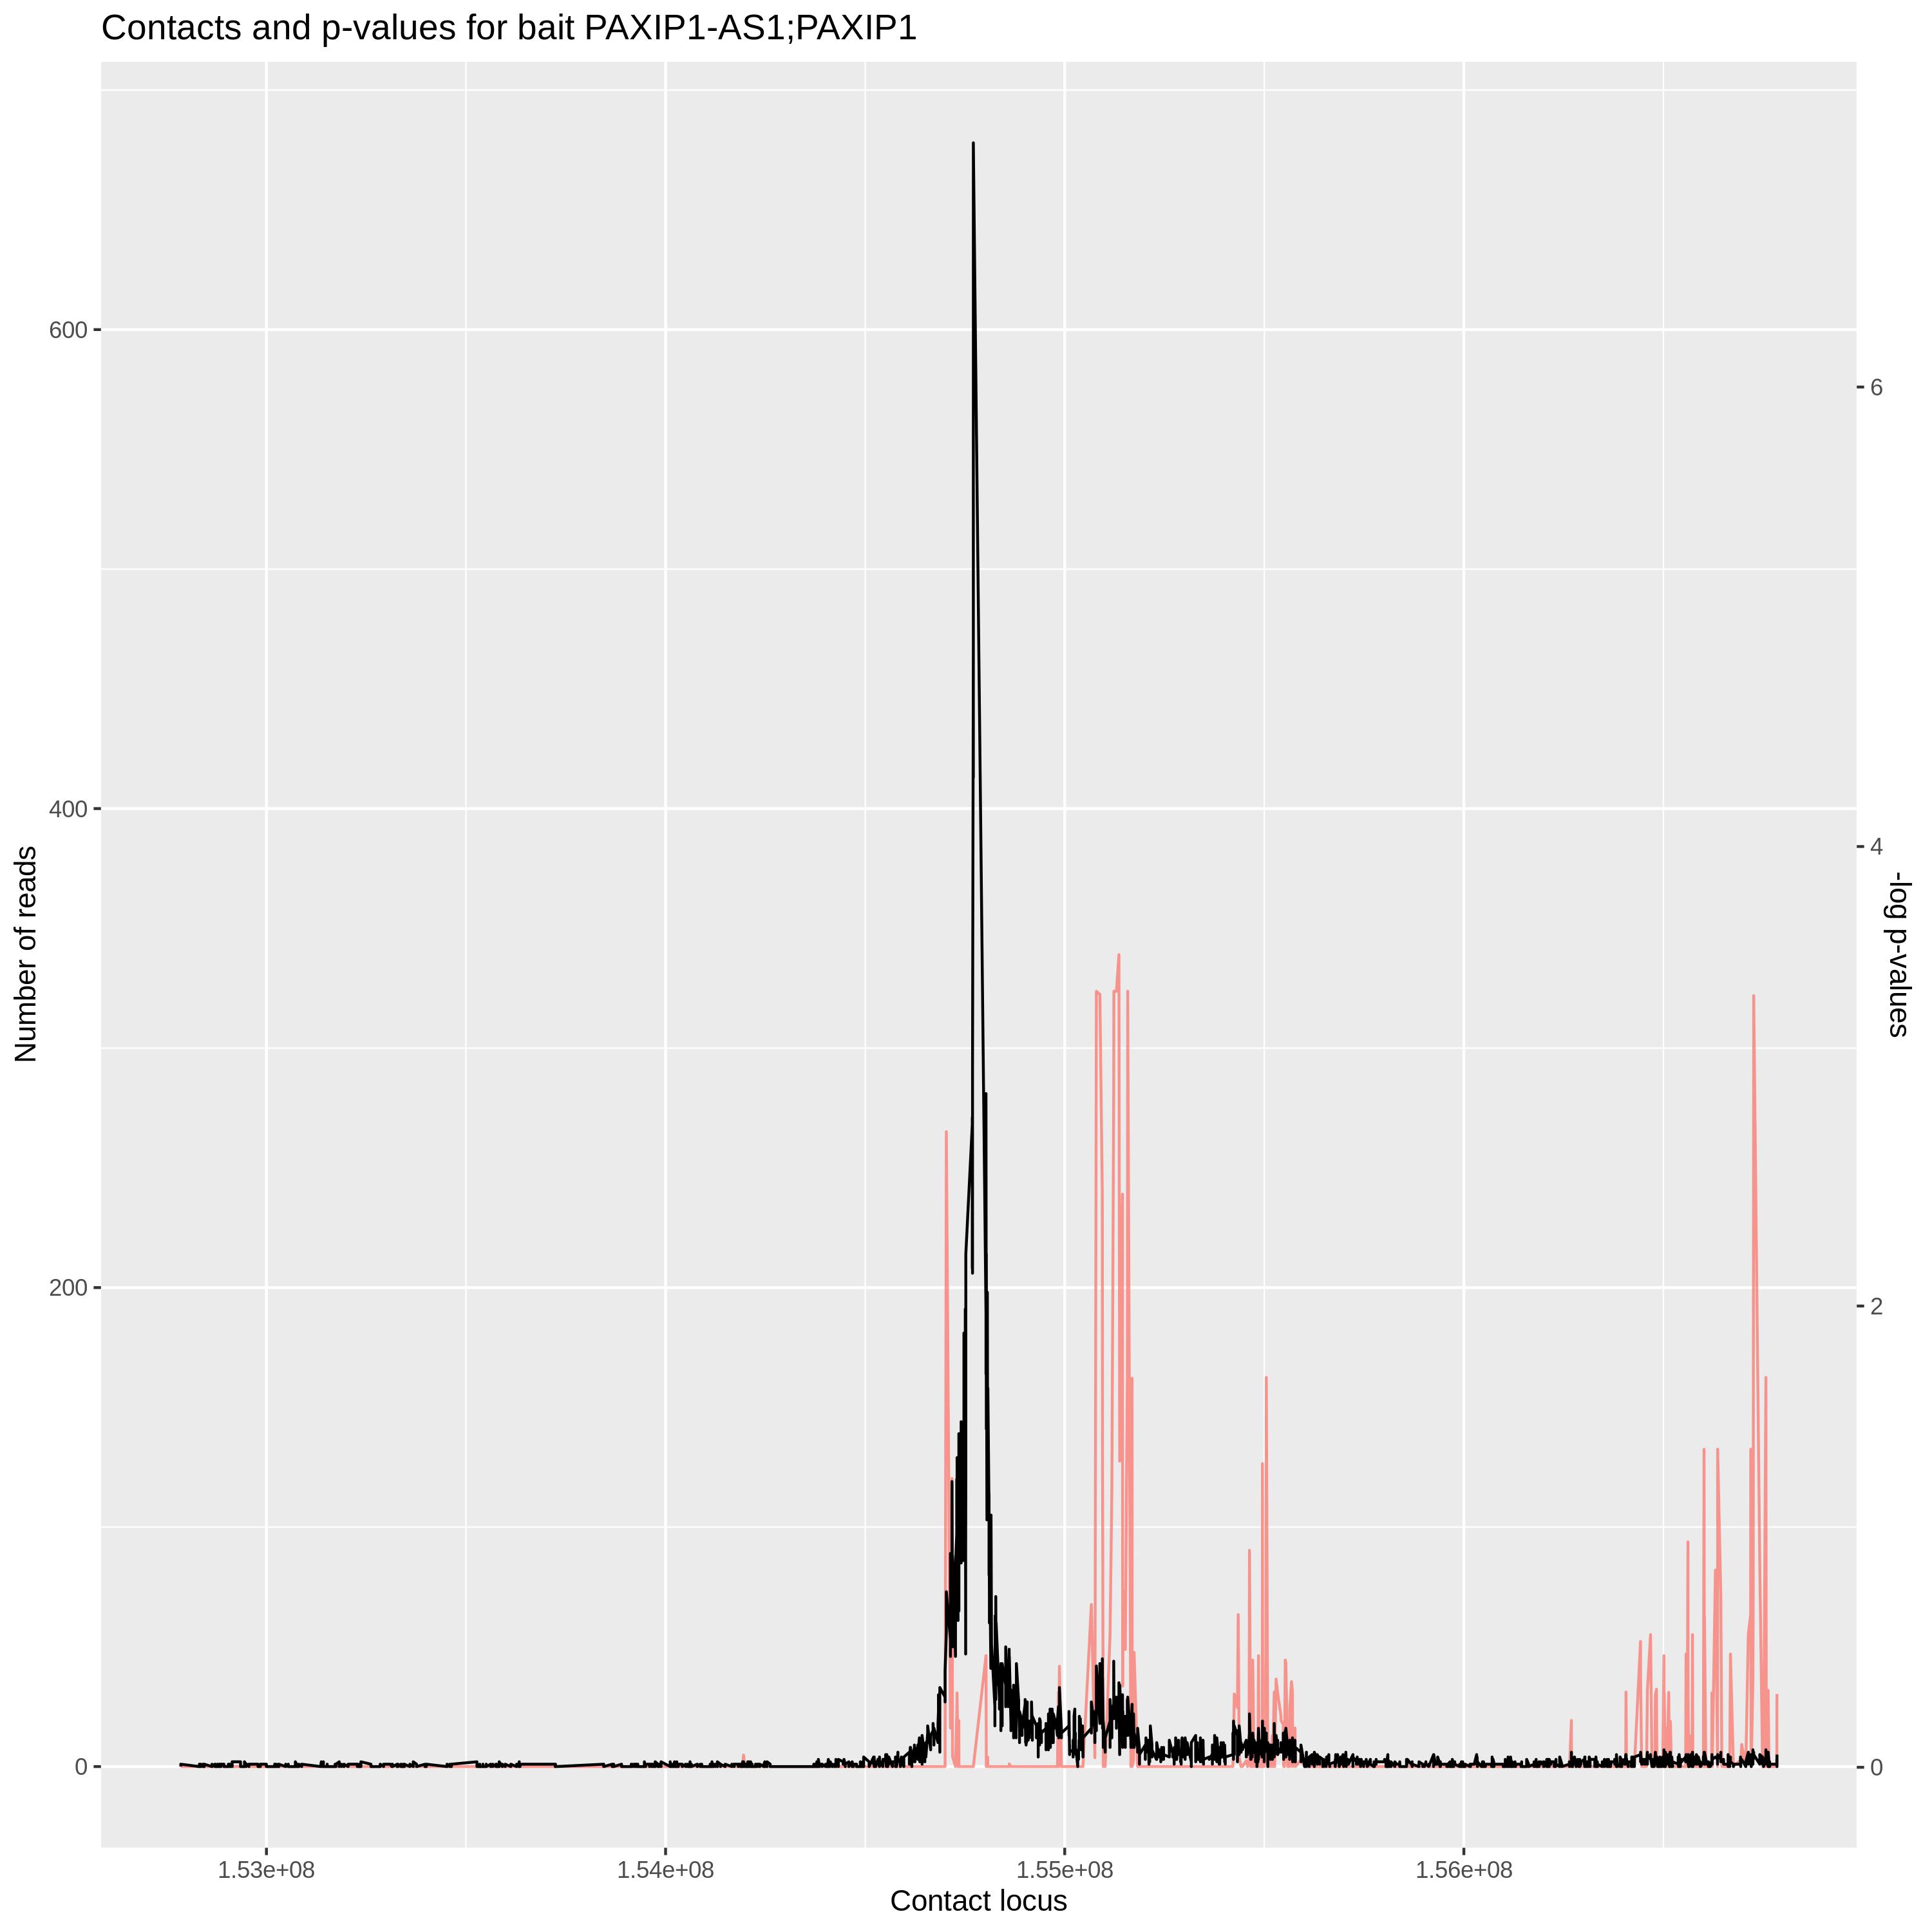 Contacts and p-values for bait PAXIP1-AS1;PAXIP1
600
400
200
0
Number of reads
6
4
2
0
-log p-values
1.53e+08
1.54e+08
1.55e+08
1.56e+08
Contact locus